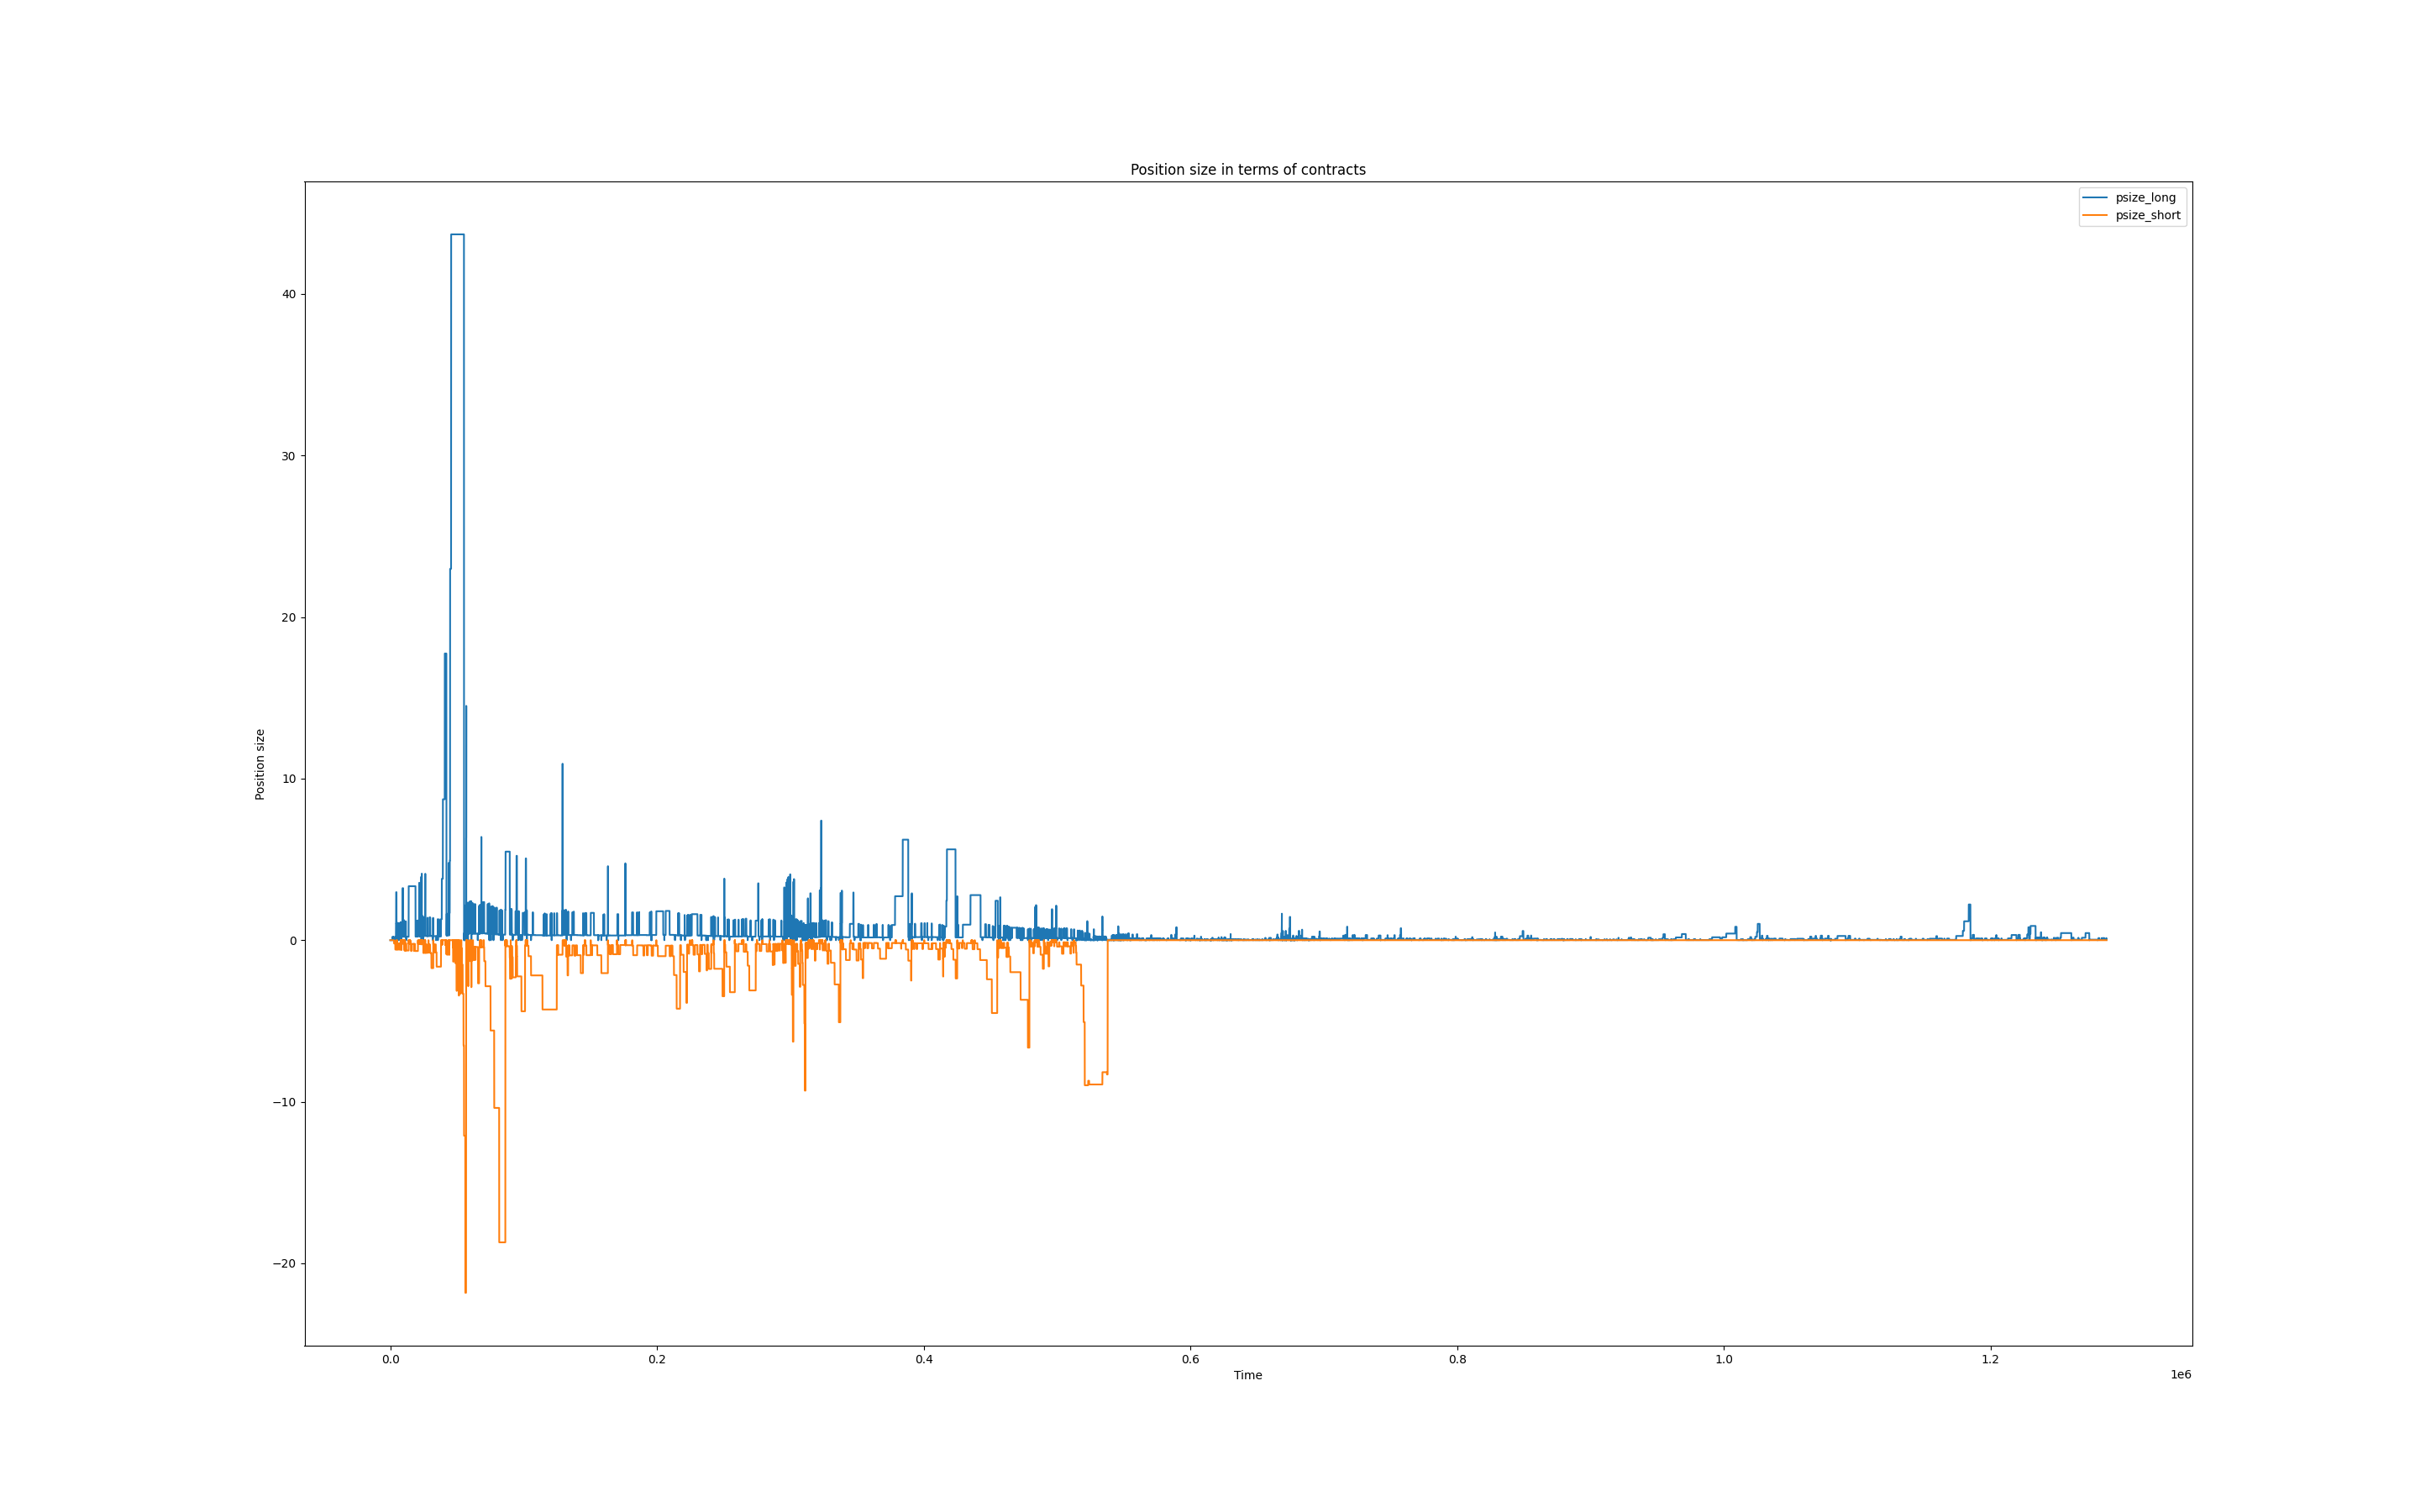 Position size in terms of contracts
psize_long
psize_short
40
30
20
10
0
−10
−20
Position size
0.0 0.2 0.4 0.6 0.8 1.0 1.2
Time
1e6